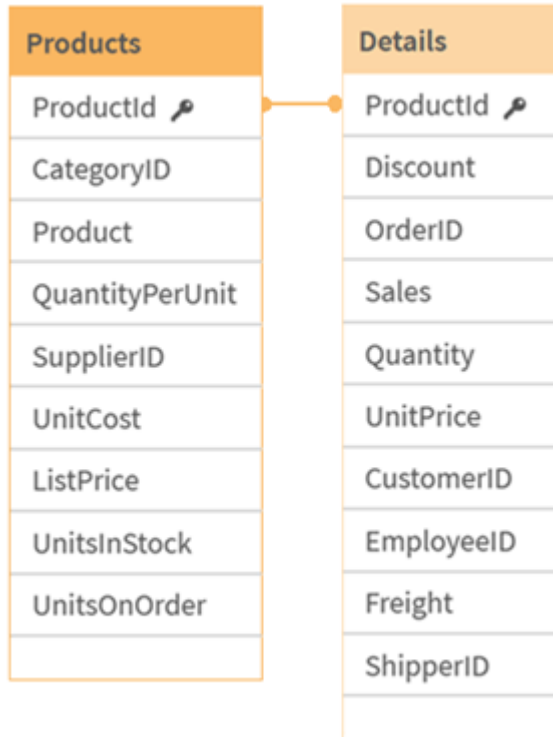 Products
ProductId
CategoryID
Product
QuantityPerUnit
SupplierID
UnitCost
ListPrice
UnitsInStock
UnitsOnOrder
Details
ProductId
Discount
OrderID
Sales
Quantity
UnitPrice
CustomerID
EmployeeID
Freight
ShipperID